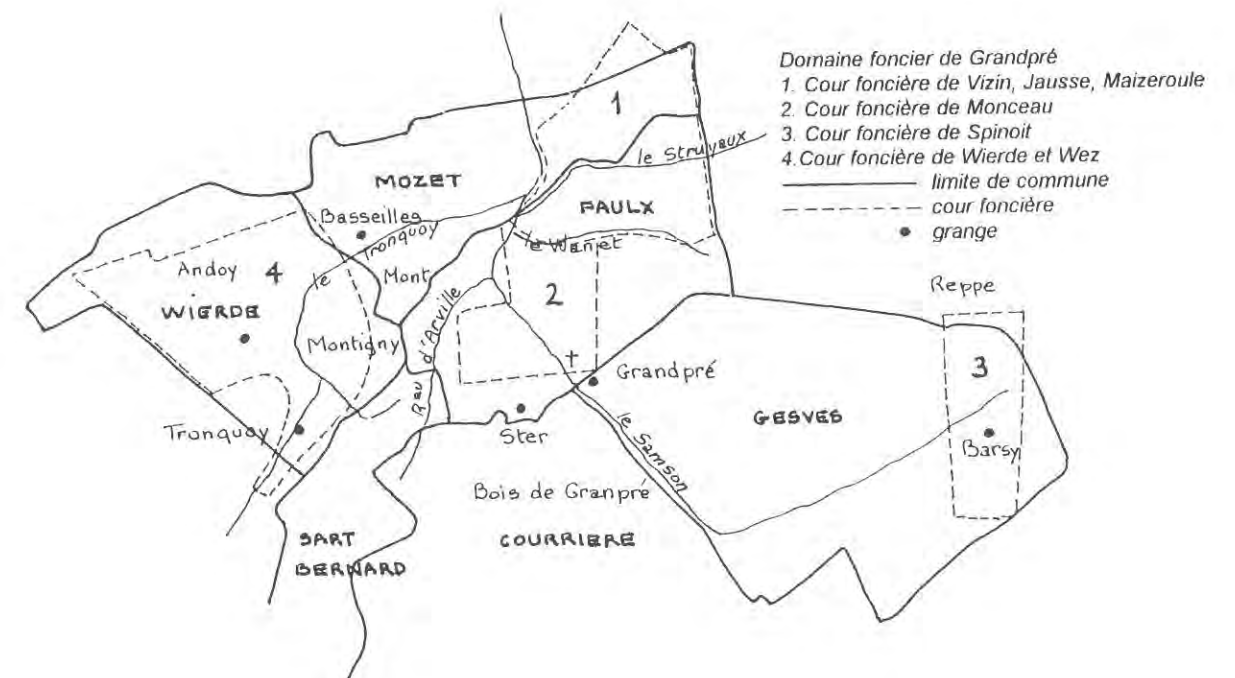 Domaine foncier de Grandpré
1. Cour foncière de Vizin, Jausse, Maizeroule
2. Cour foncière de Monceau
3. Cour foncière de Spinoit
4. Cour foncière de Wierde et Wez
limite de commune
cour foncière
grange
1
le Struyaux
MOZET
FAULX
Basseilles
le Tronquoy
le Wanet
Andoy
4
Mont
2
Reppe
WIERDE
Montigny
Rau d'Arville
3
Grandpré
GESVES
Tronquoy
Ster
le Samson
Barsy
Bois de Granpré
SART
BERNARD
COURRIERE